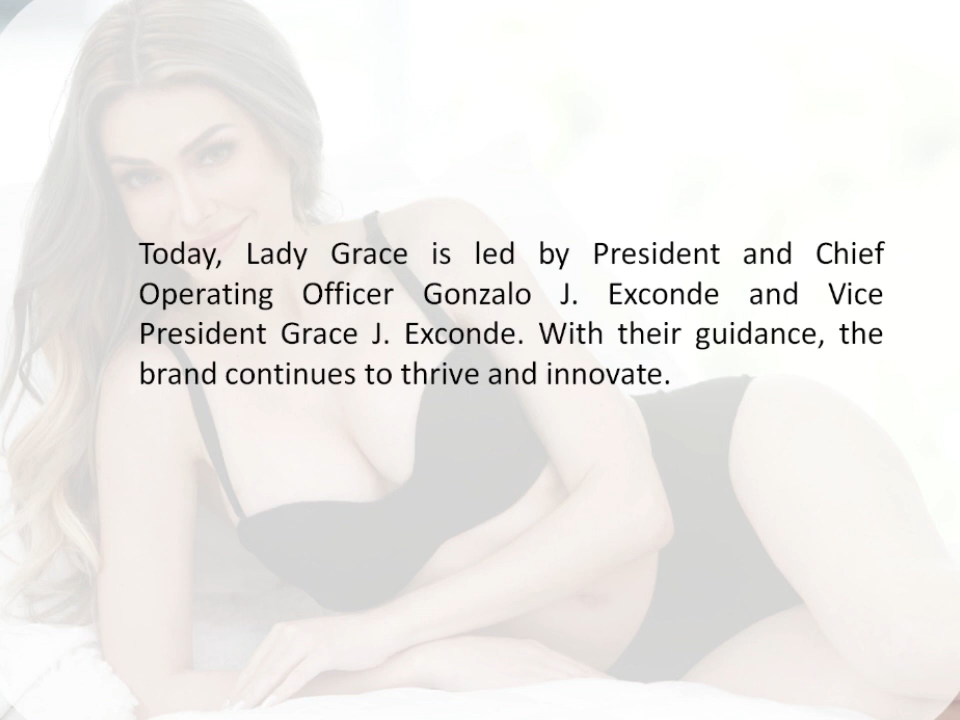 Today, Lady Grace is led by President and Chief
Operating Officer Gonzalo J. Exconde and Vice
President Grace J. Exconde. With their guidance, the
brand continues to thrive and innovate.